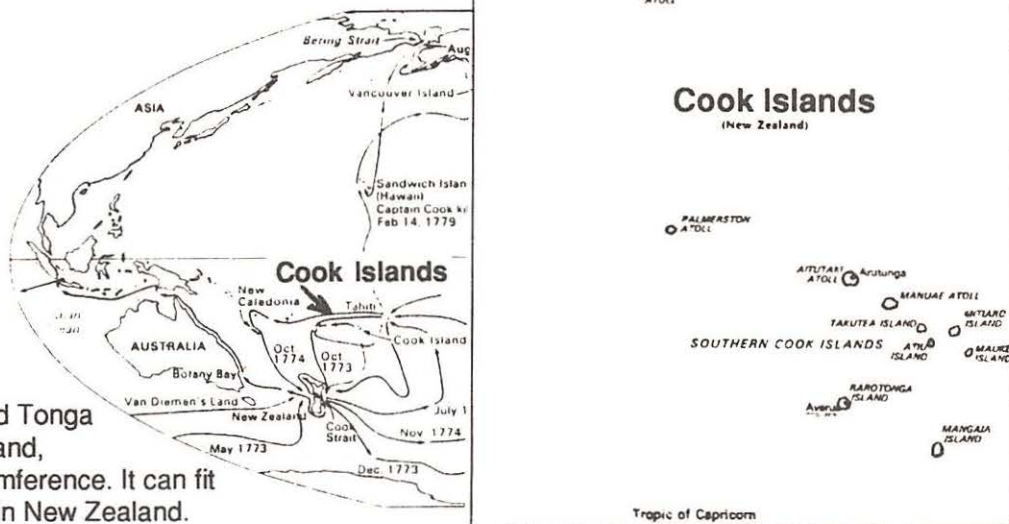 Bering Strait
Aug
Vancouver Island
ASIA
Sandwich Islan
(Hawaii)
Captain Cook ki
Feb 14, 1779
Cook Islands
New
Caledonia
Tahiti
Cook Island
Oct
1774
Oct
1773
AUSTRALIA
Botany Bay
Van Diemen's Land
New Zealand
Cook
Strait
July 1
Nov. 1774
May 1773
Dec. 1773
d Tonga
and,
mference. It can fit
n New Zealand.
ATOLL
Cook Islands
(New Zealand)
PALMERSTON
ATOLL
AITUTAKI
ATOLL
Arutunga
MANUAE ATOLL
TAKUTEA ISLAND
ISLAND
SOUTHERN COOK ISLANDS
ATIU
ISLAND
MAUKE
ISLAND
RAROTONGA
ISLAND
Avarua
MANGAIA
ISLAND
Tropic of Capricorn